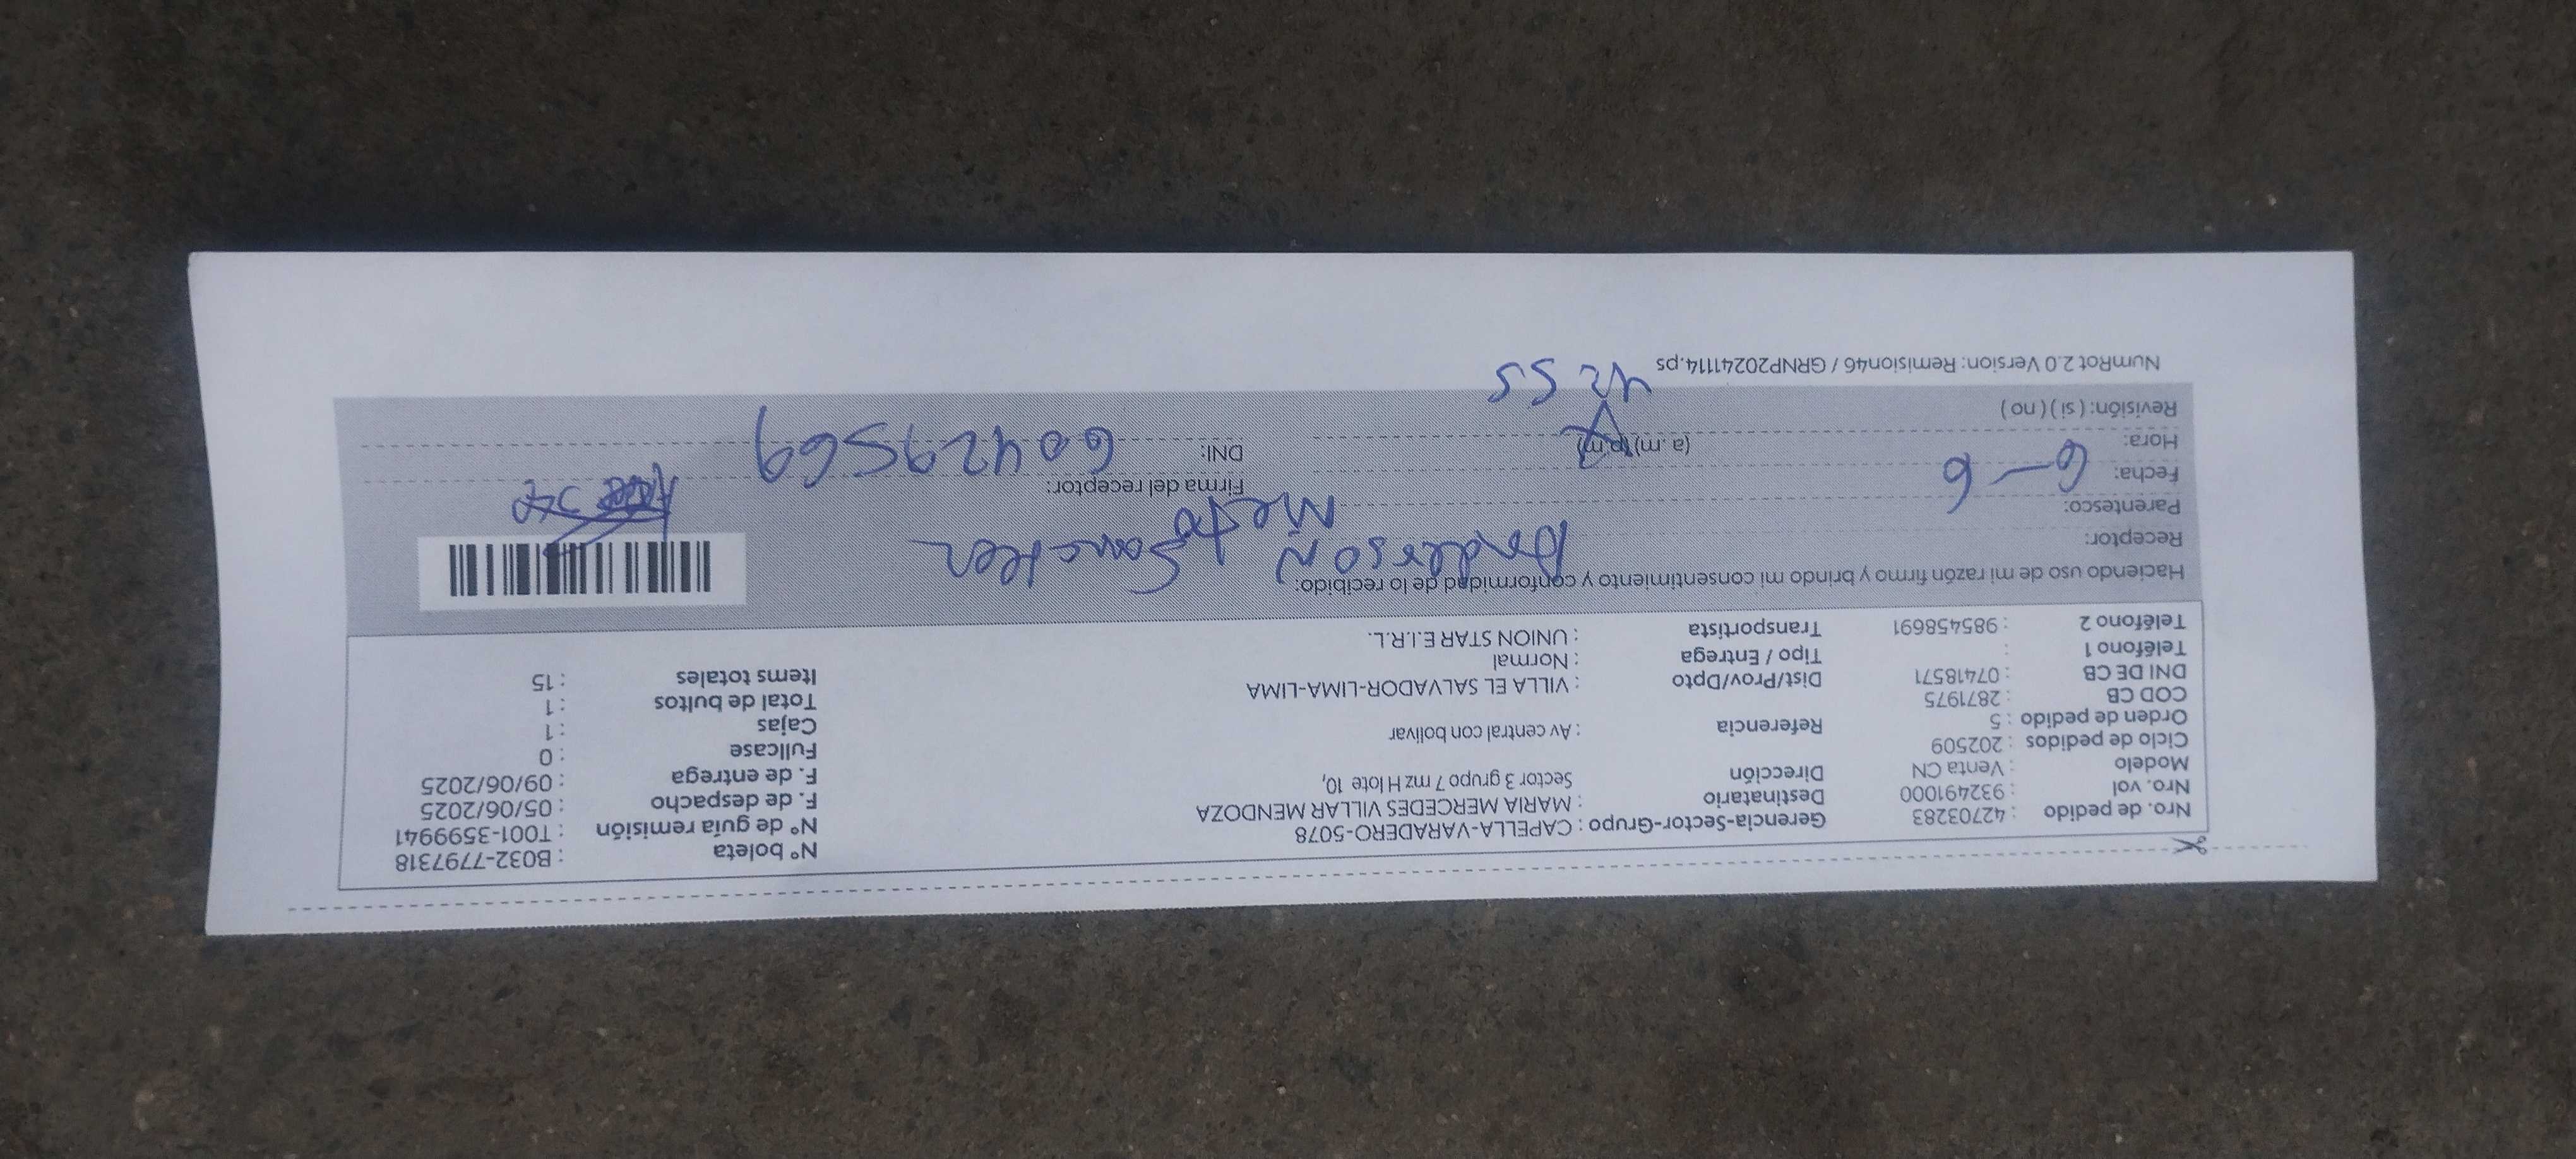 Nro. de pedido : 42703283 Gerencia-Sector-Grupo : CAPELLA-VARADERO-5078 N° boleta : B032-7797318
Nro. vol : 932491000 Destinatario : MARIA MERCEDES VILLAR MENDOZA N° de guía remisión : T001-3599941
Modelo : Venta CN Dirección Sector 3 grupo 7 mz H lote 10, F. de despacho : 05/06/2025
Ciclo de pedidos : 202509 F. de entrega : 09/06/2025
Orden de pedido : 5 Referencia : Av central con bolivar Fullcase : 0
COD CB : 2871975 Cajas : 1
DNI DE CB : 07418571 Dist/Prov/Dpto : VILLA EL SALVADOR-LIMA-LIMA Total de bultos : 1
Teléfono 1 : Tipo / Entrega : Normal Items totales : 15
Teléfono 2 : 985458691 Transportista : UNION STAR E.I.R.L.
Haciendo uso de mi razón firmo y brindo mi consentimiento y conformidad de lo recibido:
Receptor: Anderson Sanchez
Parentesco: Nieto
Fecha: 6-6 Firma del receptor:
Hora: (a. m) (p. m) DNI: 60429569
Revisión: ( si ) ( no )
NumRot 2.0 Version: Remision46 / GRNP20241114.ps